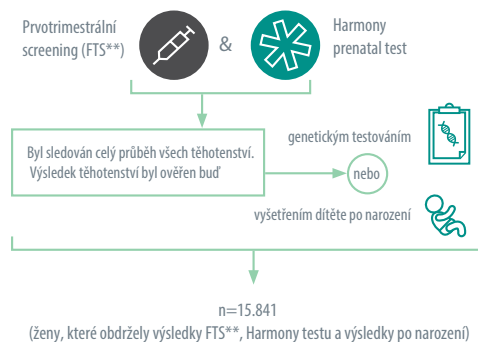 Prvotrimestrální
screening (FTS**)
&
Harmony
prenatal test
Byl sledován celý průběh všech těhotenství.
Výsledek těhotenství byl ověřen buď
genetickým testováním
nebo
vyšetřením dítěte po narození
n=15.841
(ženy, které obdržely výsledky FTS**, Harmony testu a výsledky po narození)